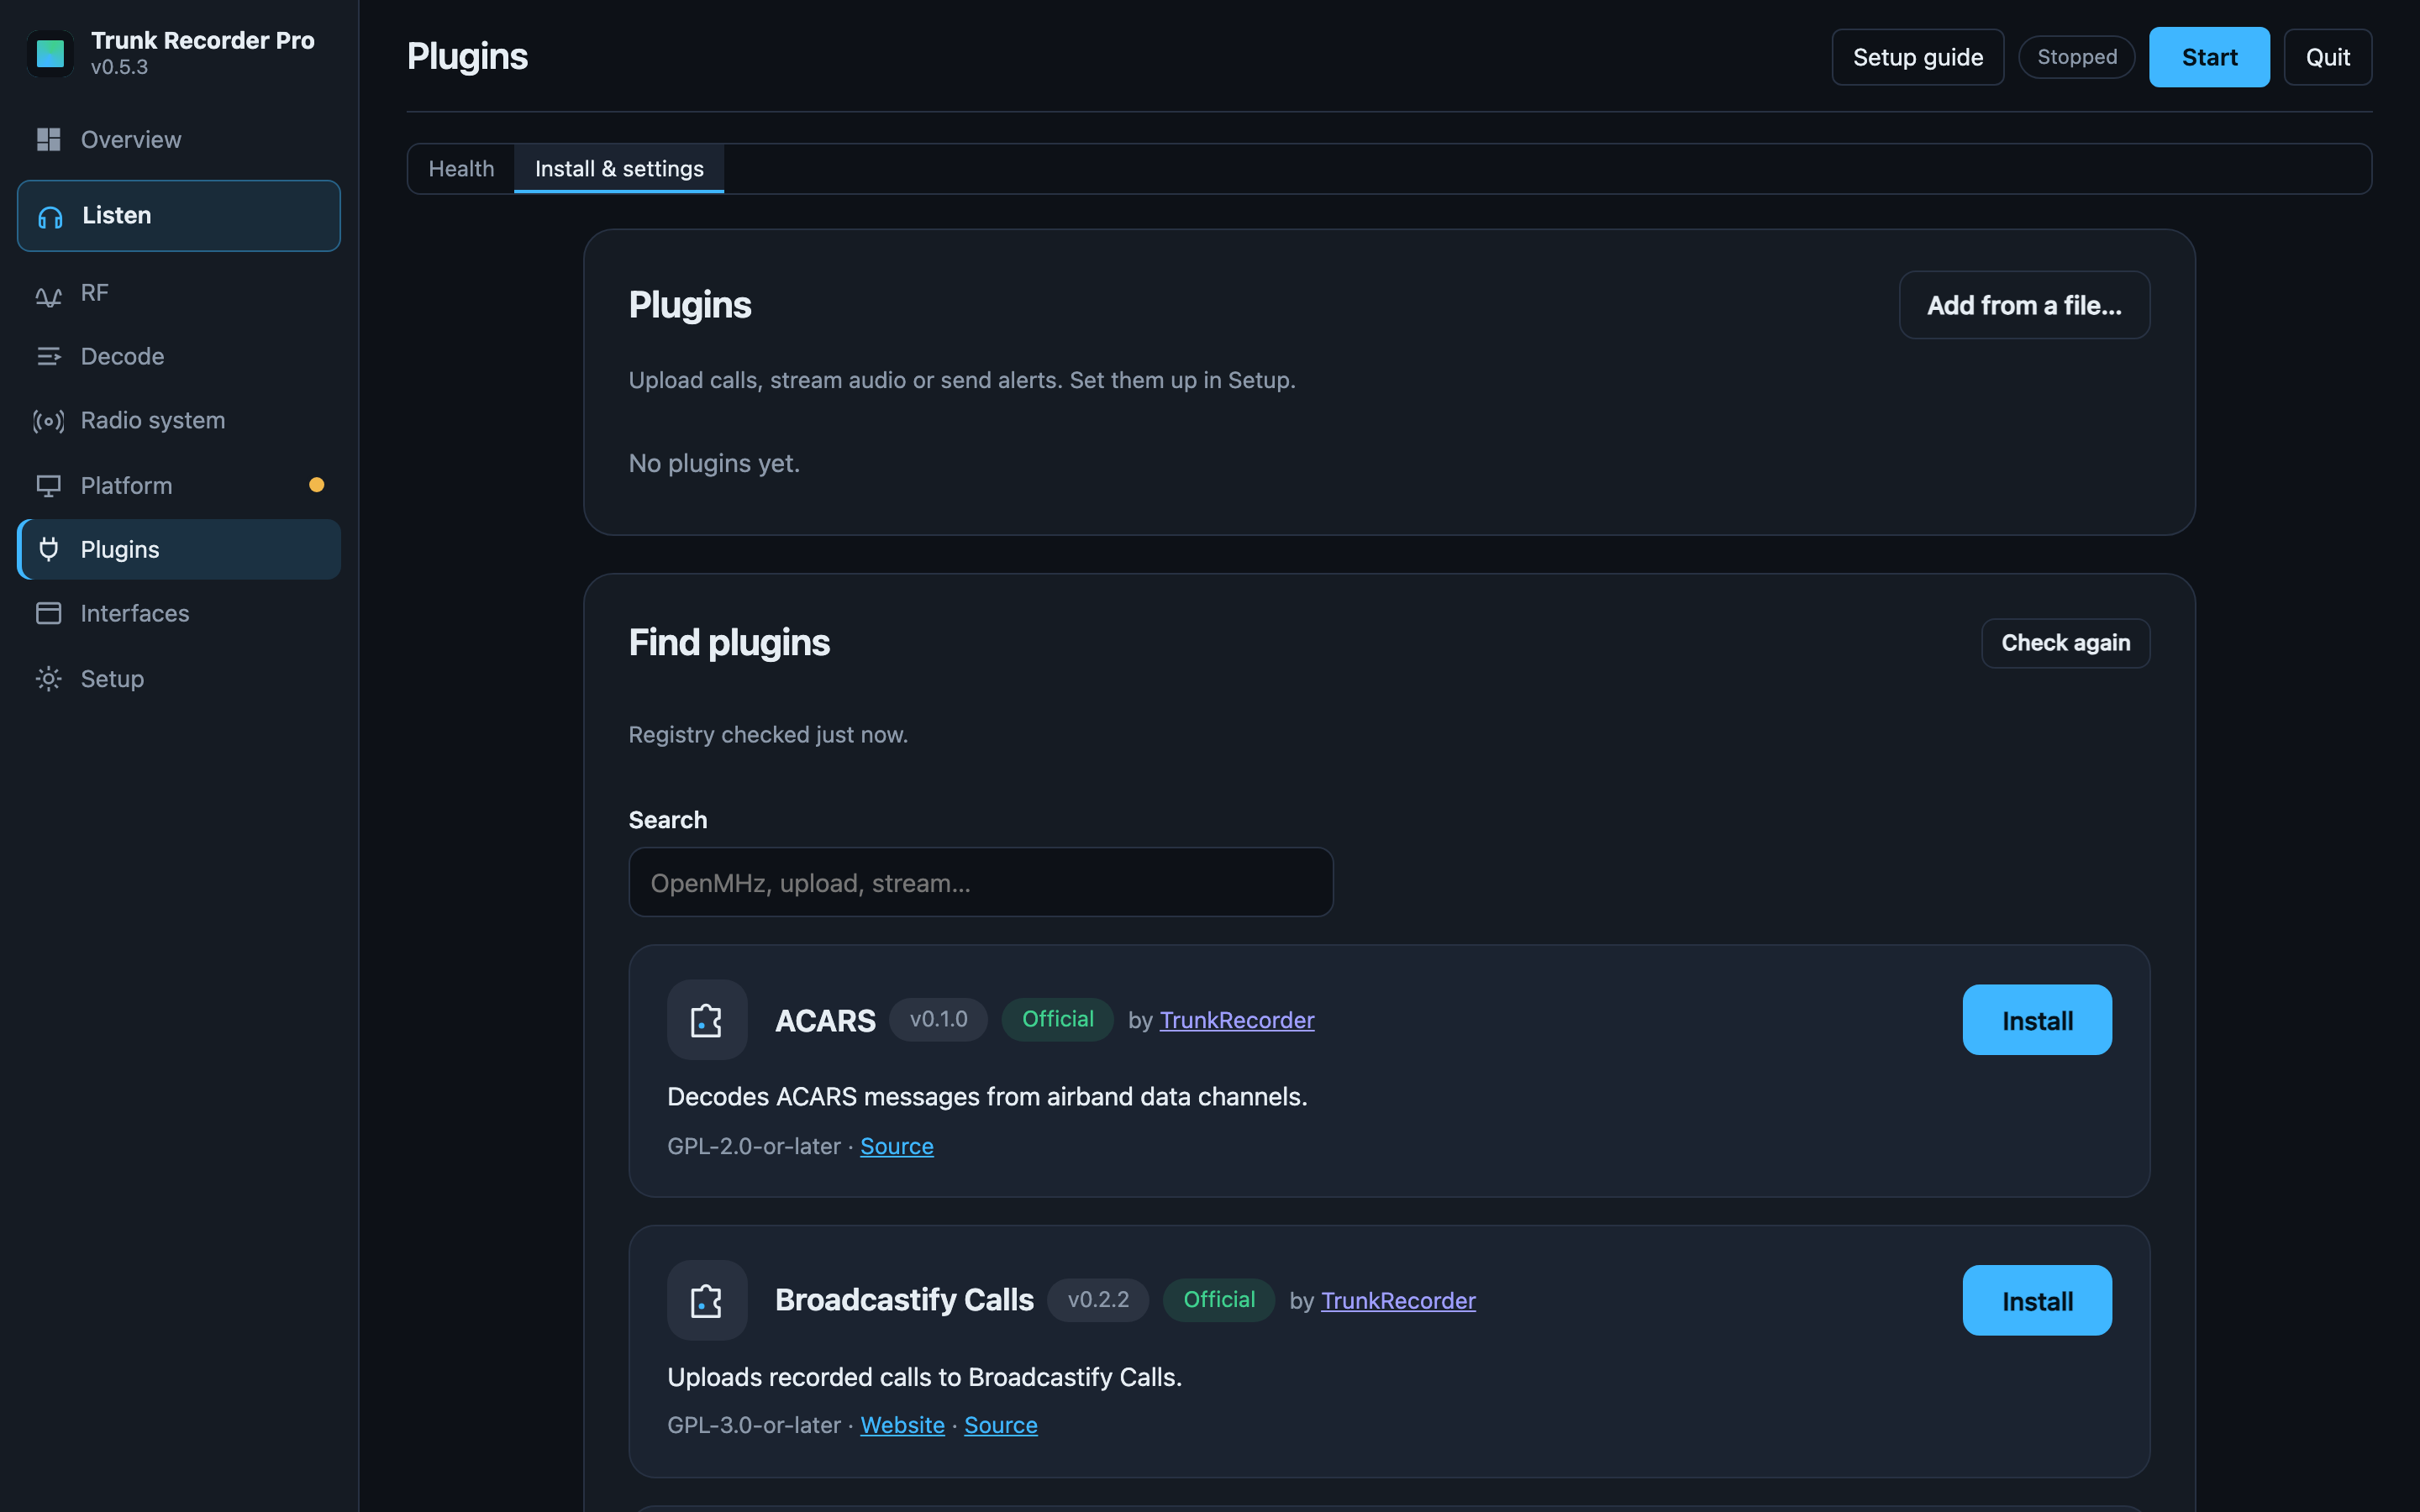 Trunk Recorder Pro
v0.5.3
Overview
Listen
RF
Decode
Radio system
Platform
Plugins
Interfaces
Setup
Plugins
Setup guide
Stopped
Start
Quit
Health
Install & settings
Plugins
Add from a file...
Upload calls, stream audio or send alerts. Set them up in Setup.
No plugins yet.
Find plugins
Check again
Registry checked just now.
Search
OpenMHz, upload, stream...
ACARS v0.1.0 Official by TrunkRecorder
Install
Decodes ACARS messages from airband data channels.
GPL-2.0-or-later · Source
Broadcastify Calls v0.2.2 Official by TrunkRecorder
Install
Uploads recorded calls to Broadcastify Calls.
GPL-3.0-or-later · Website · Source